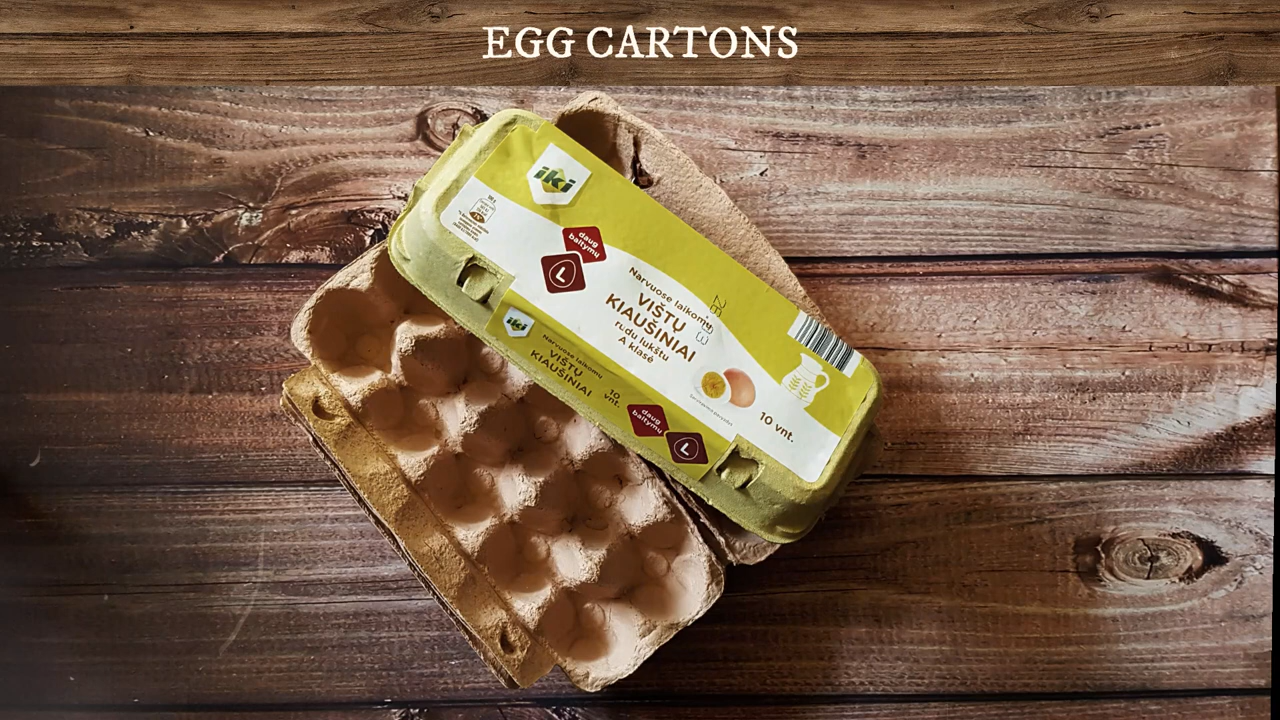 EGG CARTONS
iki
daug
baltymų
L
Narvuose laikomų
VIŠTŲ
KIAUŠINIAI
rudų lukštu
A klasė
10 vnt.
iki
Narvuose laikomų
VIŠTŲ
KIAUŠINIAI
10
vnt.
daug
baltymų
L